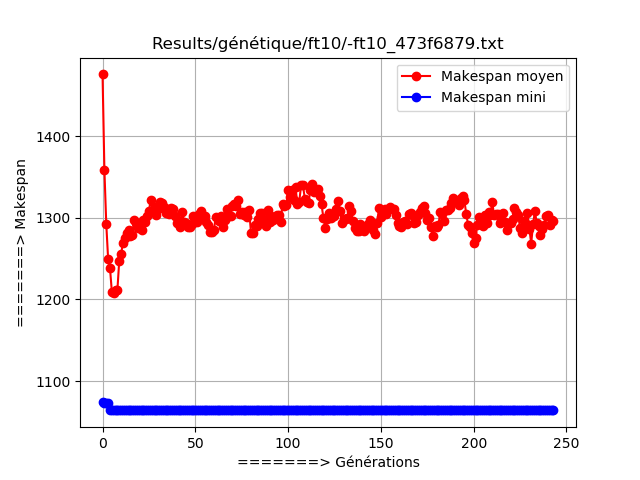 Results/génétique/ft10/-ft10_473f6879.txt
Makespan moyen
Makespan mini
1400
1300
1200
1100
=======> Makespan
0 50 100 150 200 250
=======> Générations